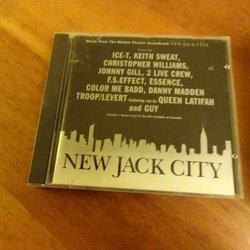 Music From The Motion Picture Soundtrack NEW JACK CITY
ICE-T, KEITH SWEAT,
CHRISTOPHER WILLIAMS,
JOHNNY GILL, 2 LIVE CREW,
F.S. EFFECT, ESSENCE,
COLOR ME BADD, DANNY MADDEN
TROOP/LEVERT featuring rap by QUEEN LATIFAH
and GUY
NEW JACK CITY